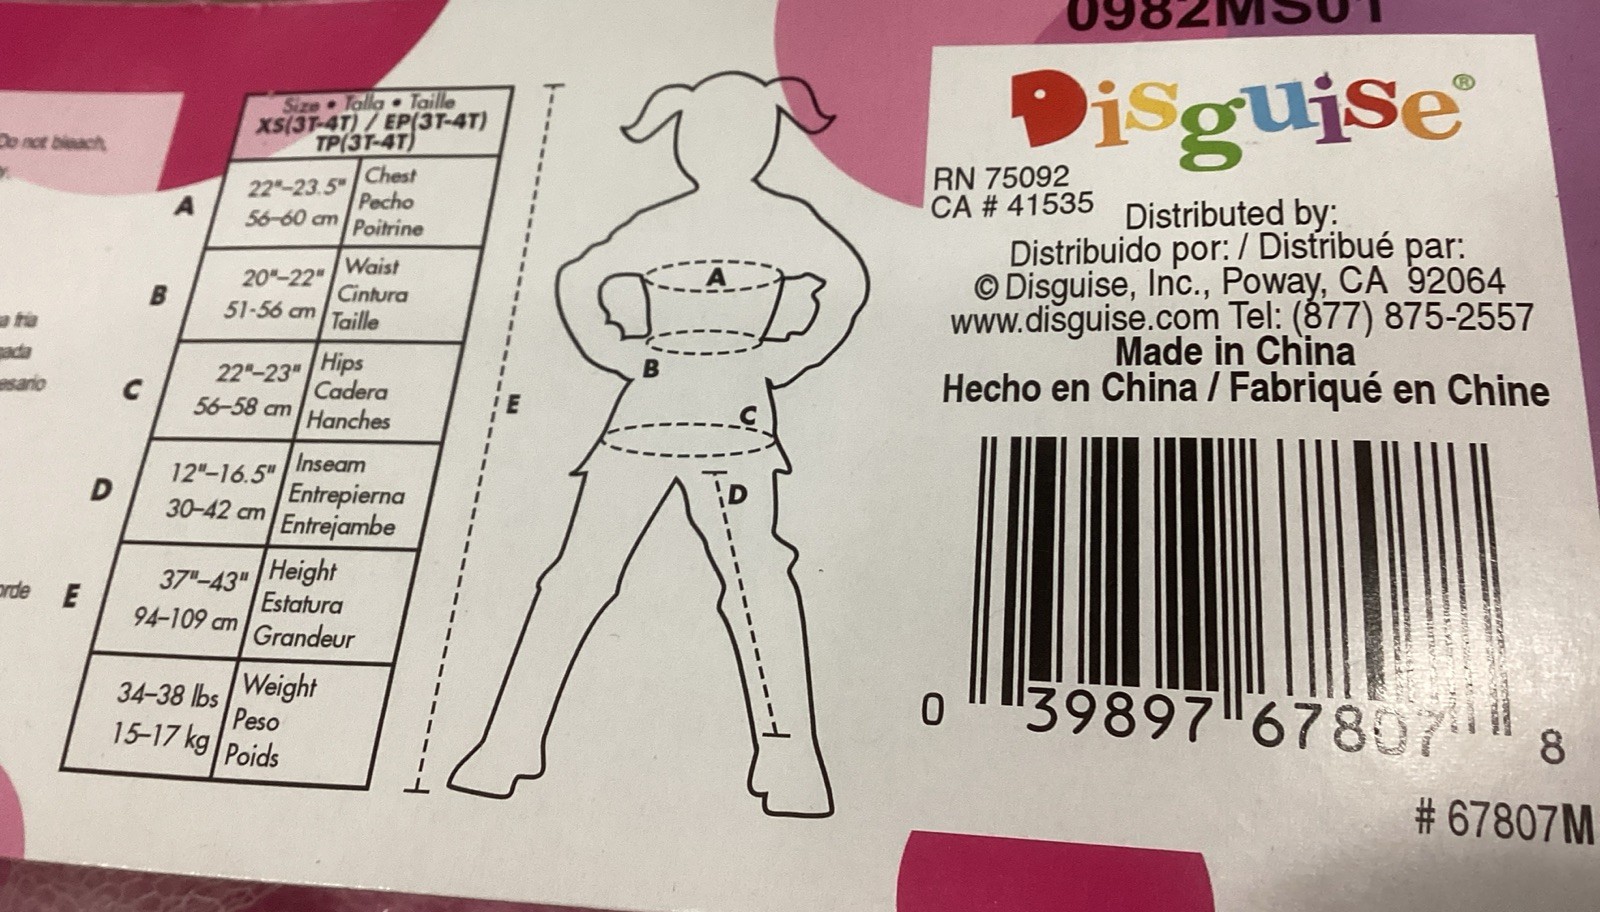 0982MS01
Do not bleach,
a fria
esario
Size • Talla • Taille
XS(3T-4T) / EP(3T-4T)
TP(3T-4T)
A
22"–23.5"
56–60 cm
Chest
Pecho
Poitrine
B
20"–22"
51-56 cm
Waist
Cintura
Taille
C
22"–23"
56–58 cm
Hips
Cadera
Hanches
D
12"–16.5"
30–42 cm
Inseam
Entrepierna
Entrejambe
E
37"–43"
94-109 cm
Height
Estatura
Grandeur
34–38 lbs
15–17 kg
Weight
Peso
Poids
A
B
C
D
E
Disguise®
RN 75092
CA # 41535
Distributed by:
Distribuido por: / Distribué par:
© Disguise, Inc., Poway, CA 92064
www.disguise.com Tel: (877) 875-2557
Made in China
Hecho en China / Fabriqué en Chine
0 39897 67807 8
# 67807M